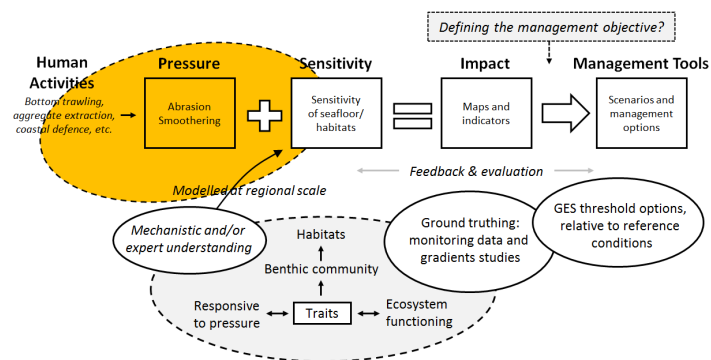 Defining the management objective?
Human
Activities
Pressure
Sensitivity
Impact
Management Tools
Bottom trawling,
aggregate extraction,
coastal defence, etc.
Abrasion
Smoothing
Sensitivity
of seafloor/
habitats
Maps and
indicators
Scenarios and
management
options
Feedback & evaluation
Modelled at regional scale
Mechanistic and/or
expert understanding
Ground truthing:
monitoring data and
gradients studies
GES threshold options,
relative to reference
conditions
Habitats
Benthic community
Responsive
to pressure
Traits
Ecosystem
functioning